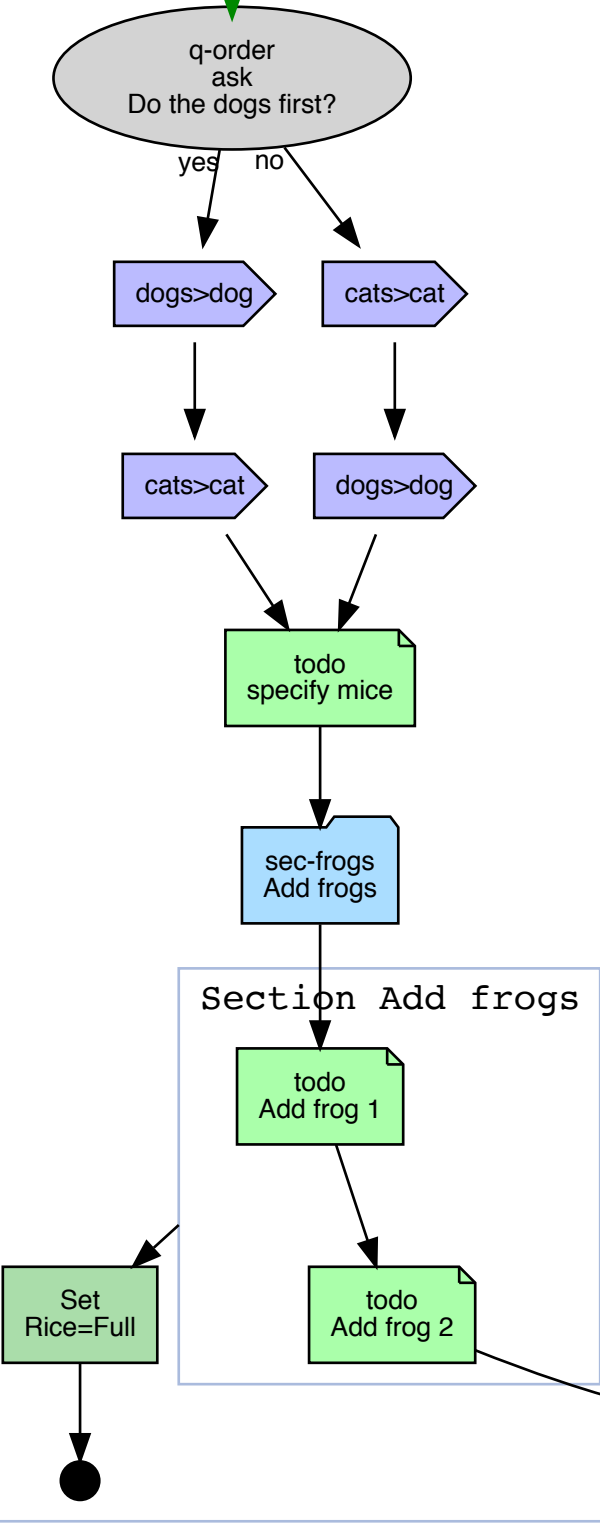 q-order
ask
Do the dogs first?
yes
no
dogs>dog
cats>cat
cats>cat
dogs>dog
todo
specify mice
sec-frogs
Add frogs
Section Add frogs
todo
Add frog 1
Set
Rice=Full
todo
Add frog 2